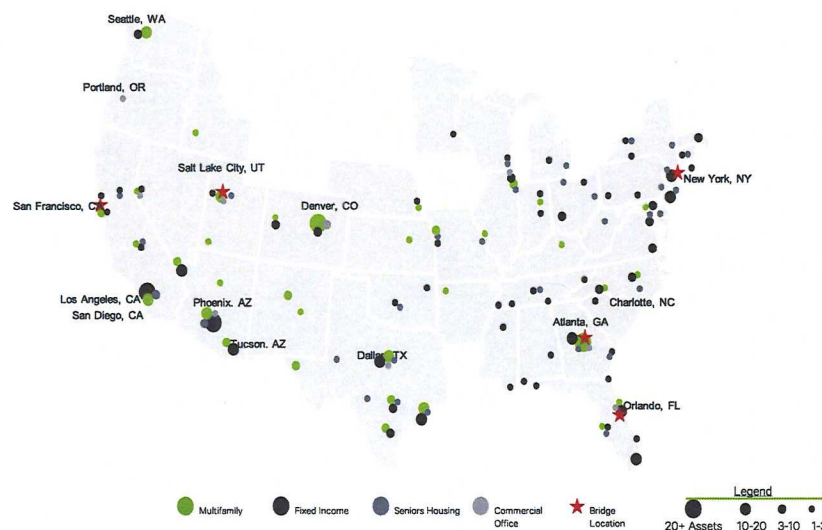 Seattle, WA
Portland, OR
Salt Lake City, UT
New York, NY
San Francisco, C
Denver, CO
Los Angeles, CA
Phoenix. AZ
Charlotte, NC
San Diego, CA
Atlanta, GA
Tucson. AZ
Dallas, TX
Orlando, FL
Legend
Multifamily
Fixed Income
Seniors Housing
Commercial
Office
Bridge
Location
20+ Assets
10-20
3-10